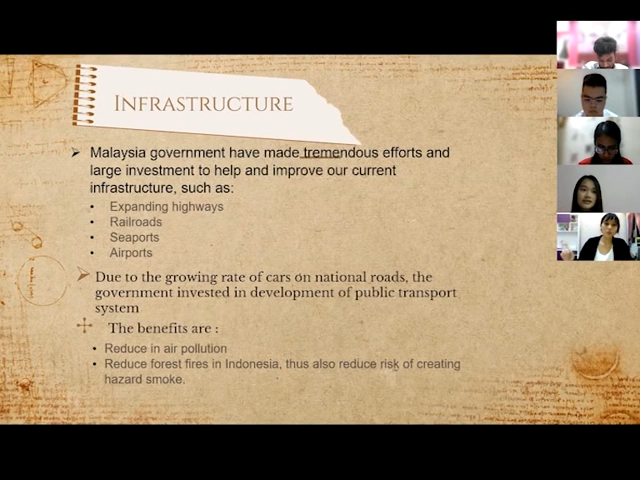 INFRASTRUCTURE
Malaysia government have made tremendous efforts and
large investment to help and improve our current
infrastructure, such as:
Expanding highways
Railroads
Seaports
Airports
Due to the growing rate of cars on national roads, the
government invested in development of public transport
system
The benefits are :
Reduce in air pollution
Reduce forest fires in Indonesia, thus also reduce risk of creating
hazard smoke.